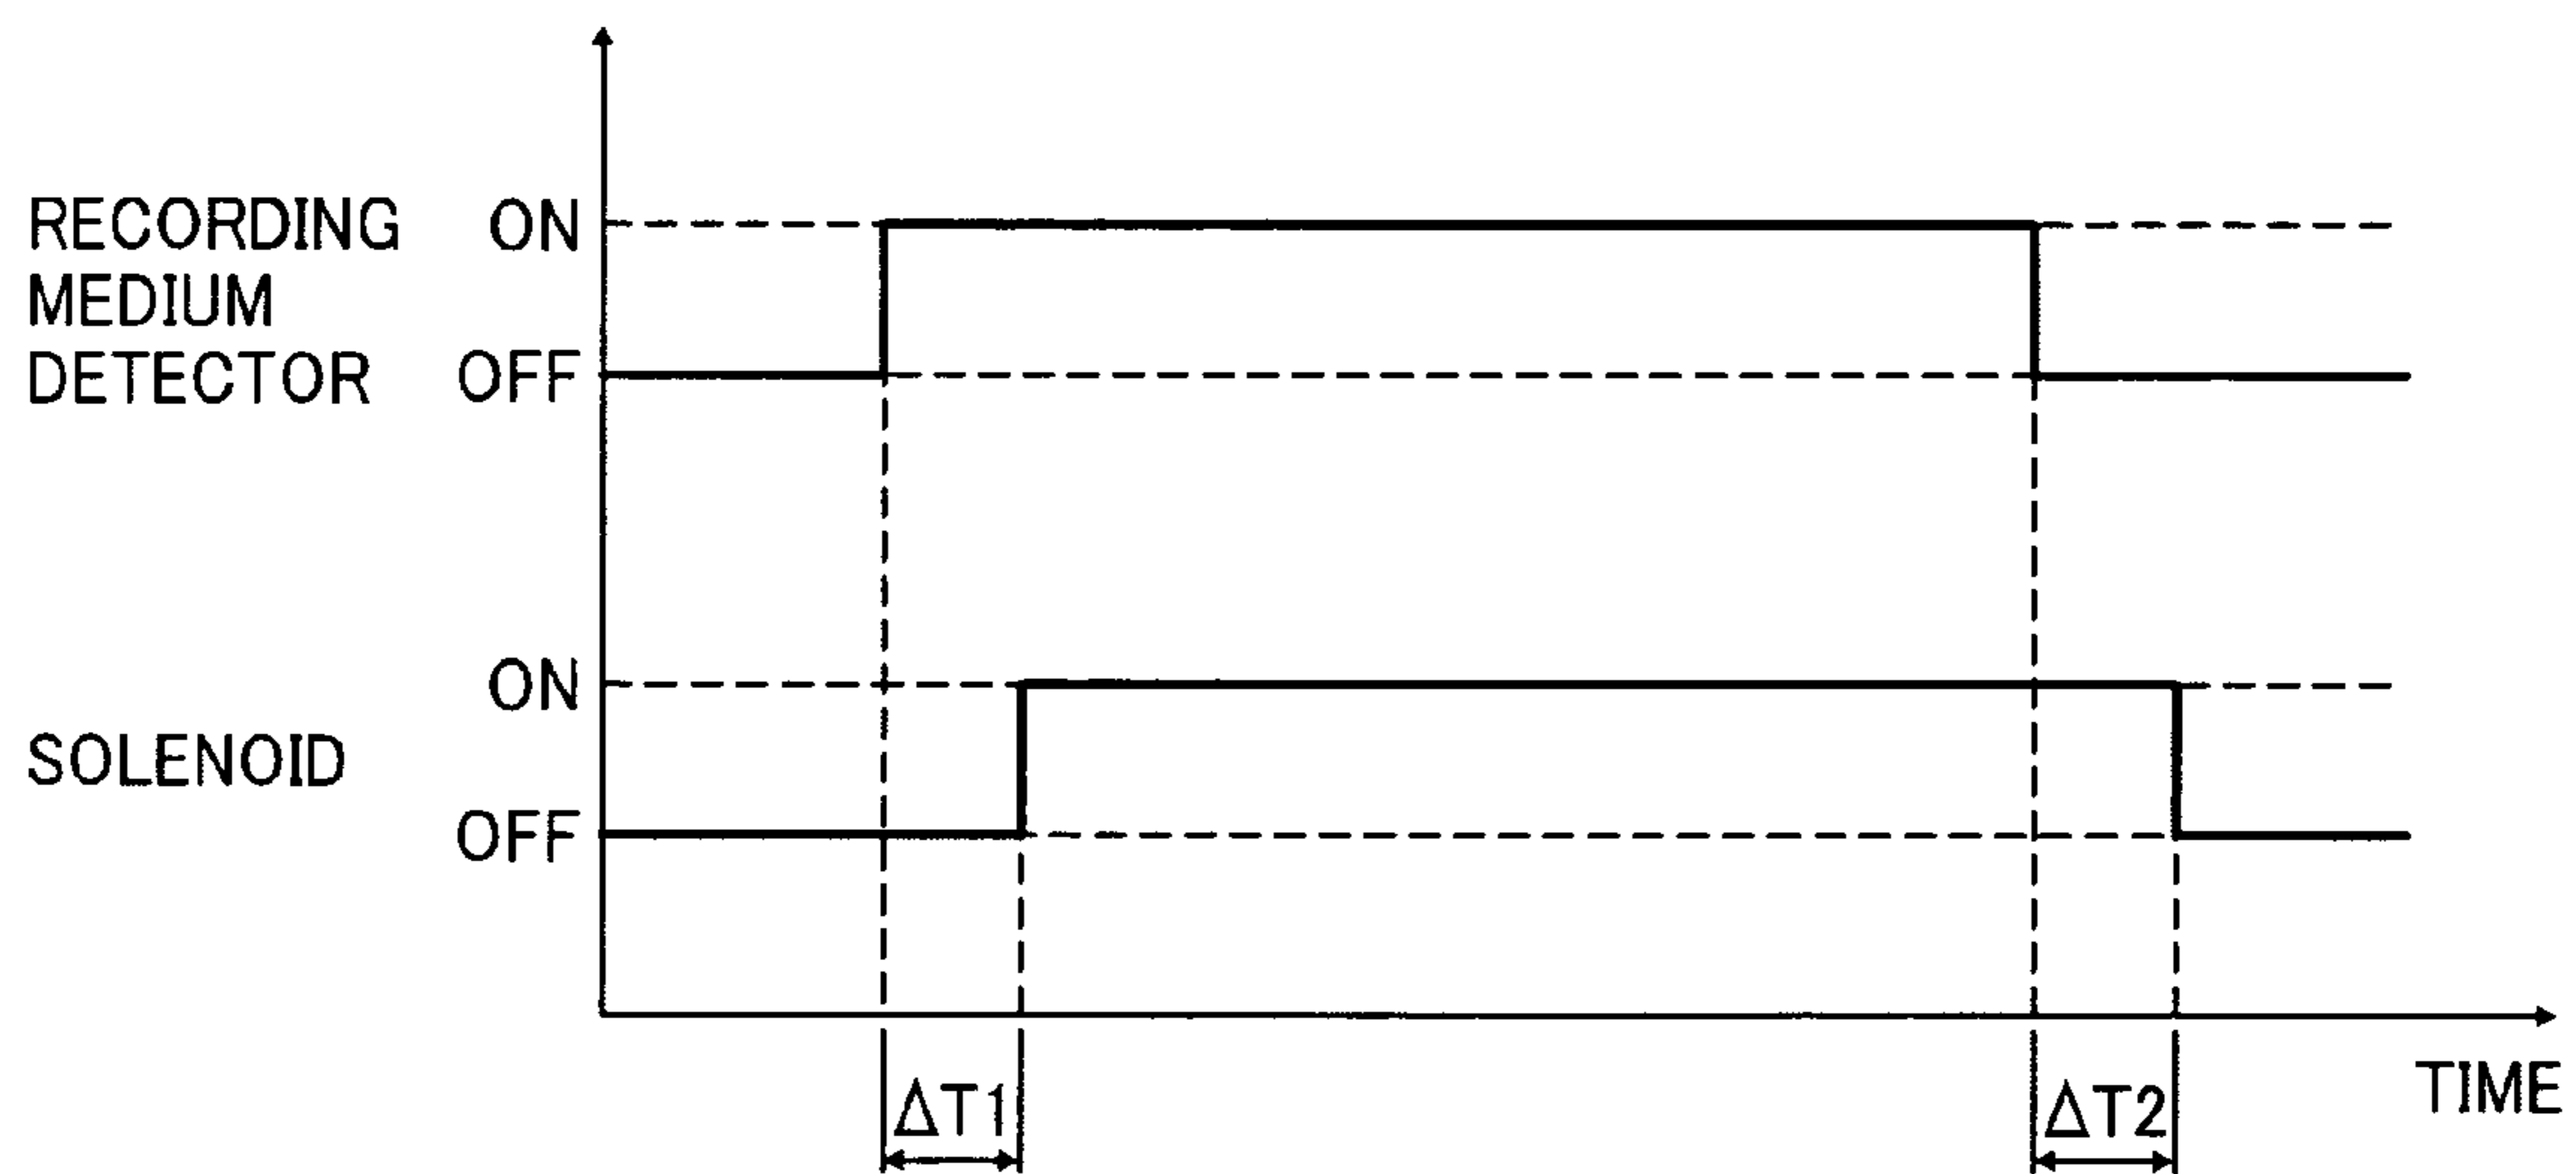 RECORDING
MEDIUM
DETECTOR
ON
OFF
SOLENOID
ON
OFF
ΔT1
ΔT2
TIME